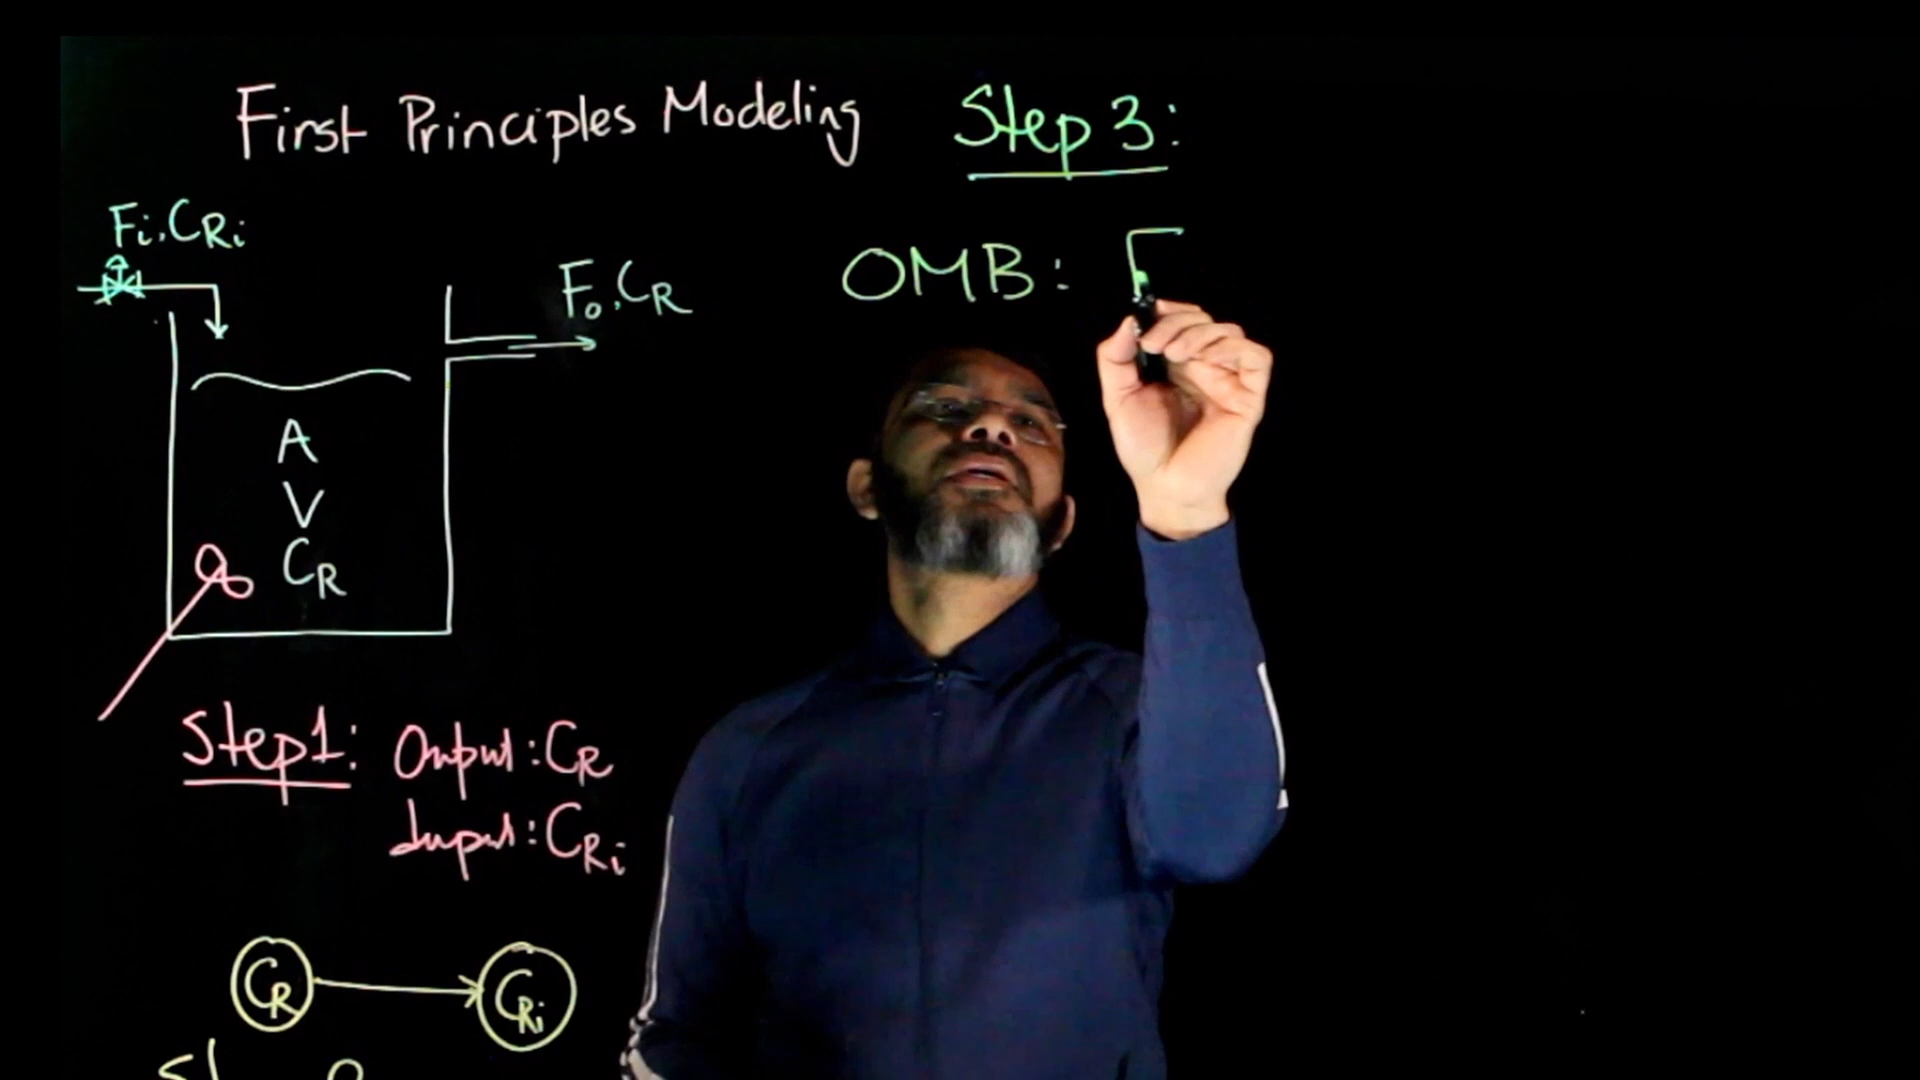 First Principles Modeling
Step 3:
Fi, CRi
Fo, CR
OMB: F
A
V
CR
Step1: Output: CR
Input: CRi
CR
CRi